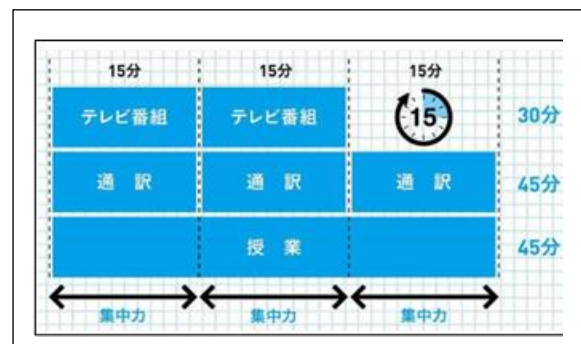 15分 15分 15分
テレビ番組 テレビ番組 15 30分
通訳 通訳 通訳 45分
授業 45分
集中力 集中力 集中力